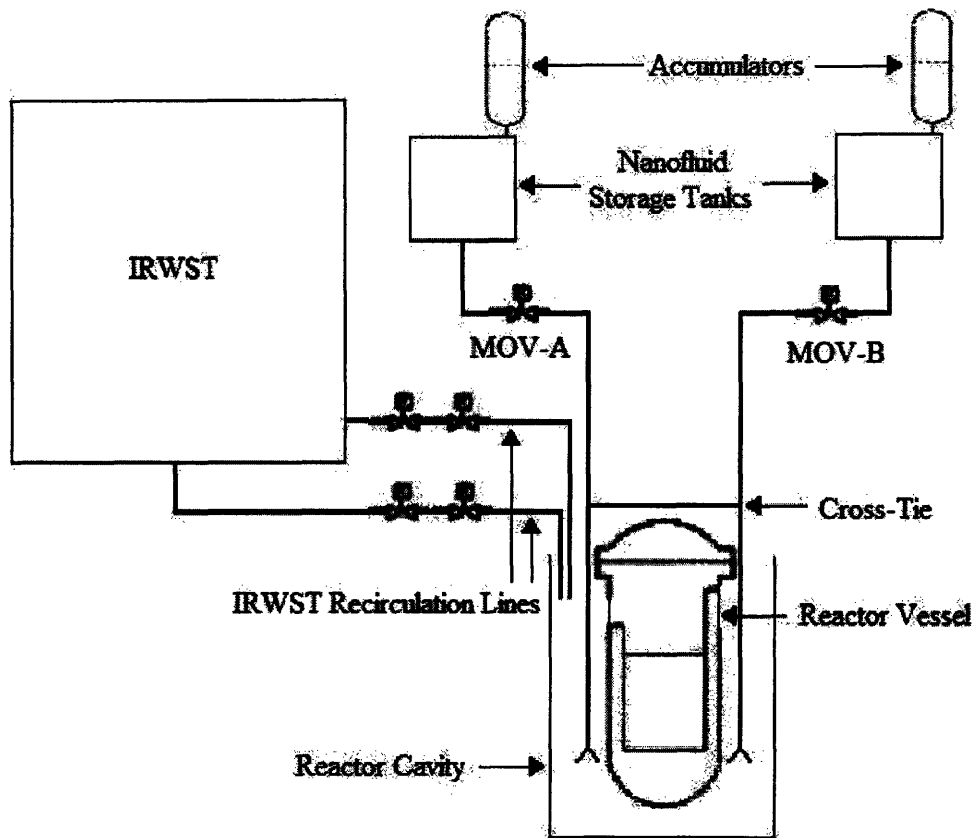 Accumulators
Nanofluid
Storage Tanks
IRWST
MOV-A
MOV-B
Cross-Tie
IRWST Recirculation Lines
Reactor Vessel
Reactor Cavity